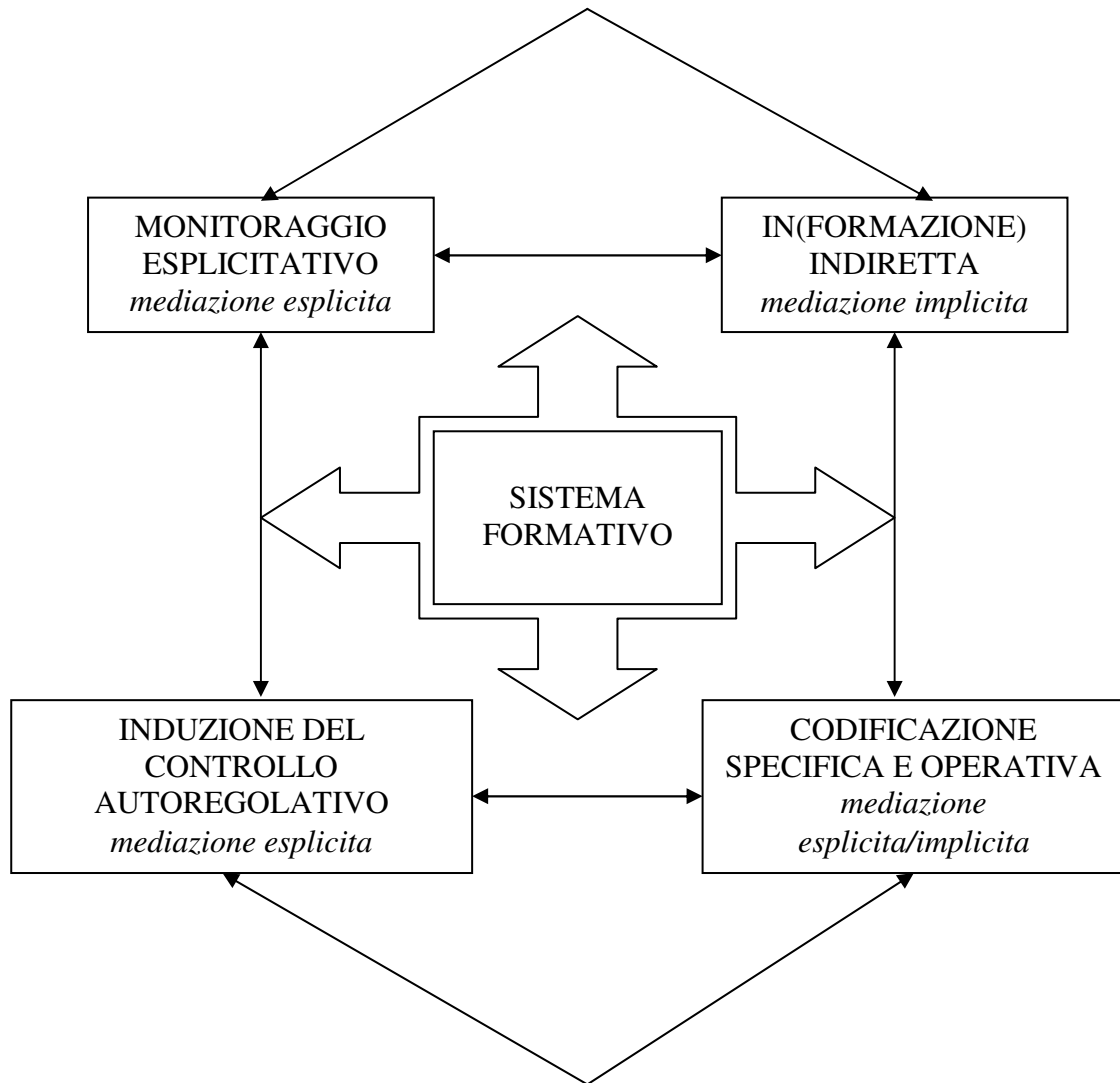 MONITORAGGIO
ESPLICITATIVO
mediazione esplicita
IN(FORMAZIONE)
INDIRETTA
mediazione implicita
SISTEMA
FORMATIVO
INDUZIONE DEL
CONTROLLO
AUTOREGOLATIVO
mediazione esplicita
CODIFICAZIONE
SPECIFICA E OPERATIVA
mediazione
esplicita/implicita